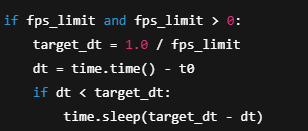 if fps_limit and fps_limit > 0:
    target_dt = 1.0 / fps_limit
    dt = time.time() - t0
    if dt < target_dt:
        time.sleep(target_dt - dt)